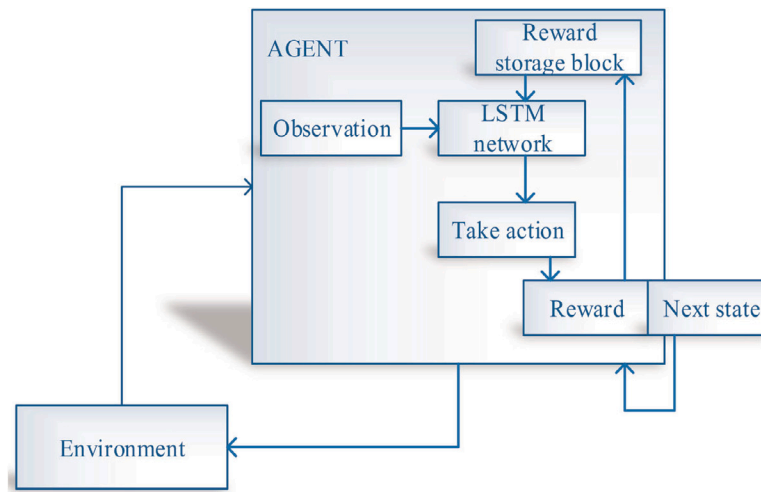 AGENT
Reward
storage block
Observation
LSTM
network
Take action
Reward
Next state
Environment